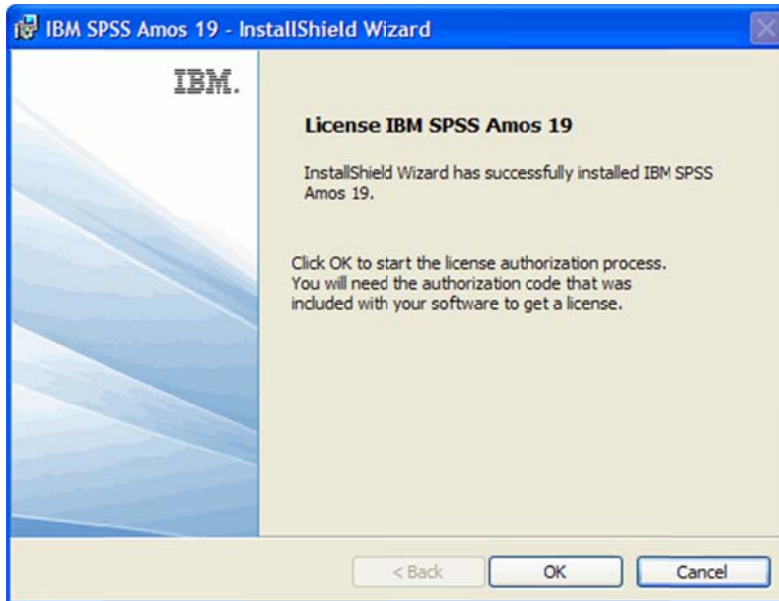 IBM SPSS Amos 19 - InstallShield Wizard
IBM.
License IBM SPSS Amos 19
InstallShield Wizard has successfully installed IBM SPSS
Amos 19.
Click OK to start the license authorization process.
You will need the authorization code that was
included with your software to get a license.
< Back
OK
Cancel